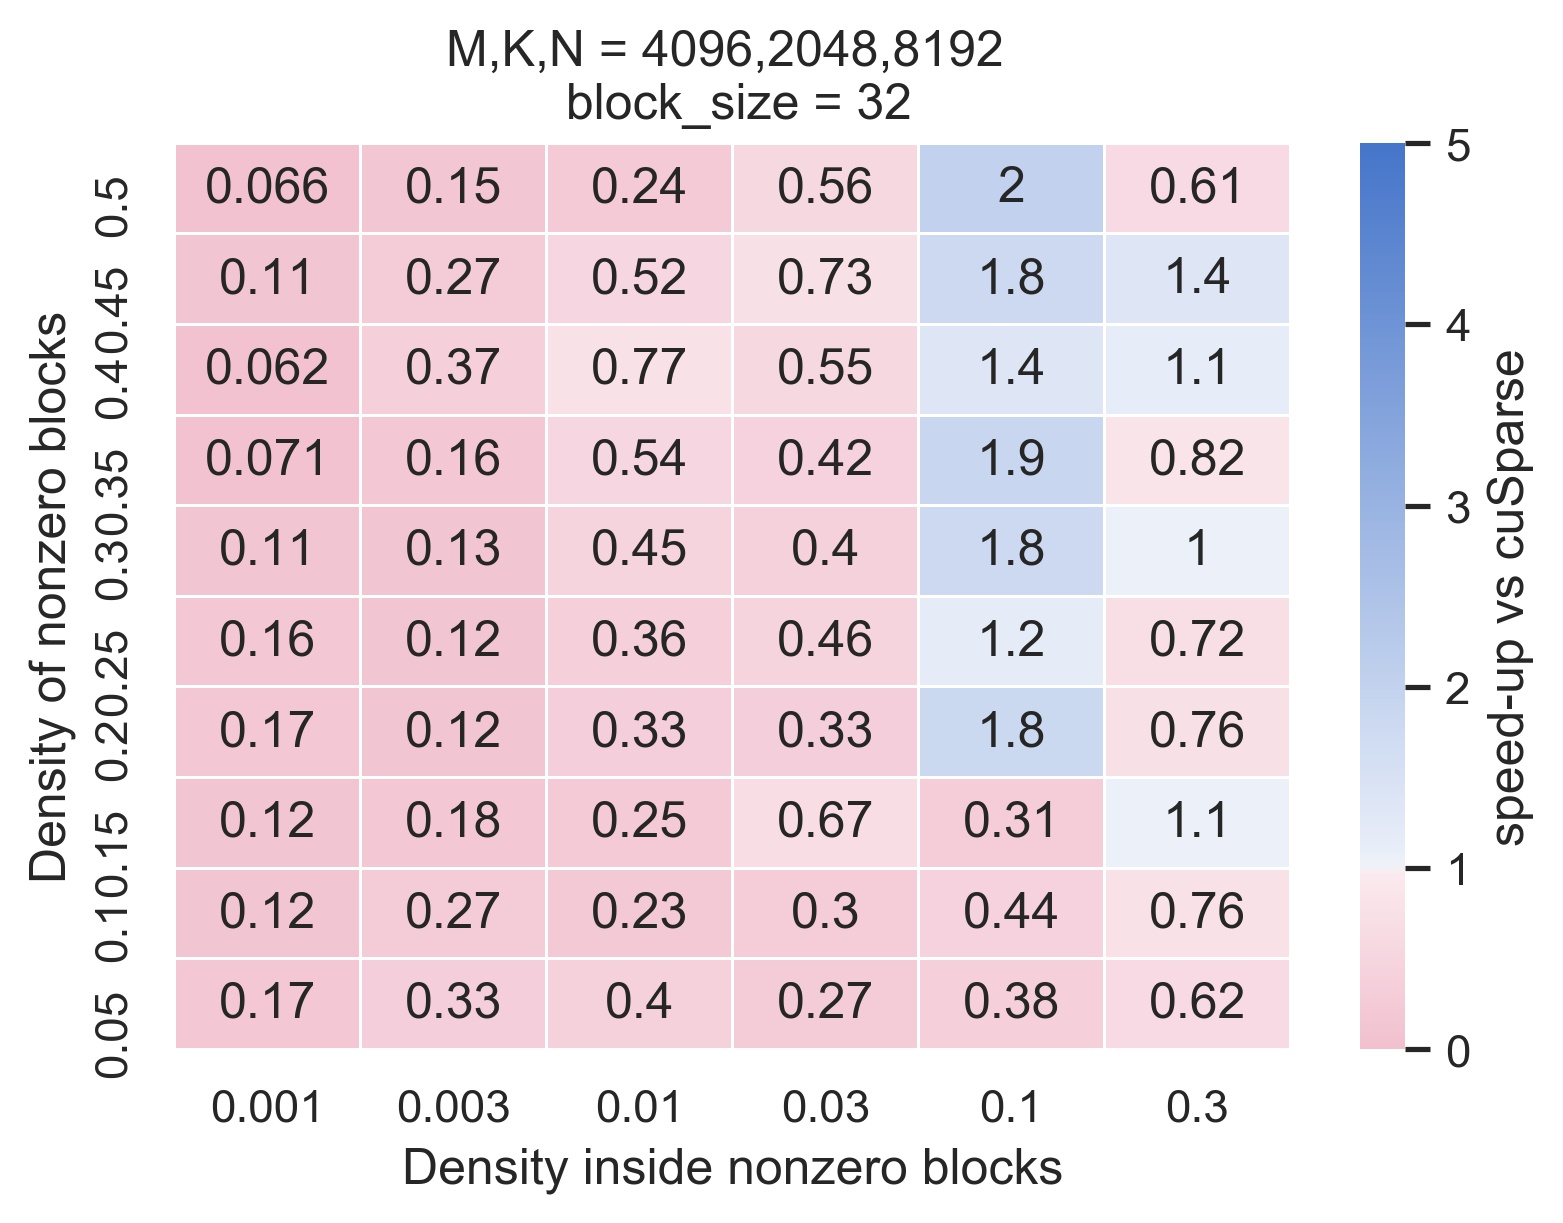 M,K,N = 4096,2048,8192
block_size = 32
Density of nonzero blocks
0.5 0.066 0.15 0.24 0.56 2 0.61
0.45 0.11 0.27 0.52 0.73 1.8 1.4
0.4 0.062 0.37 0.77 0.55 1.4 1.1
0.35 0.071 0.16 0.54 0.42 1.9 0.82
0.3 0.11 0.13 0.45 0.4 1.8 1
0.25 0.16 0.12 0.36 0.46 1.2 0.72
0.2 0.17 0.12 0.33 0.33 1.8 0.76
0.15 0.12 0.18 0.25 0.67 0.31 1.1
0.1 0.12 0.27 0.23 0.3 0.44 0.76
0.05 0.17 0.33 0.4 0.27 0.38 0.62
0.001 0.003 0.01 0.03 0.1 0.3
Density inside nonzero blocks
5
4
3
2
1
0
speed-up vs cuSparse